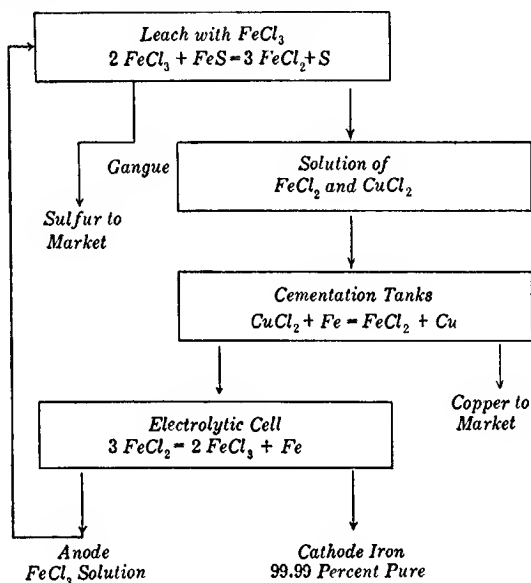 Leach with FeCl₃
2 FeCl₃ + FeS = 3 FeCl₂ + S
Gangue
Sulfur to
Market
Solution of
FeCl₂ and CuCl₂
Cementation Tanks
CuCl₂ + Fe = FeCl₂ + Cu
Copper to
Market
Electrolytic Cell
3 FeCl₂ = 2 FeCl₃ + Fe
Anode
FeCl₃ Solution
Cathode Iron
99.99 Percent Pure